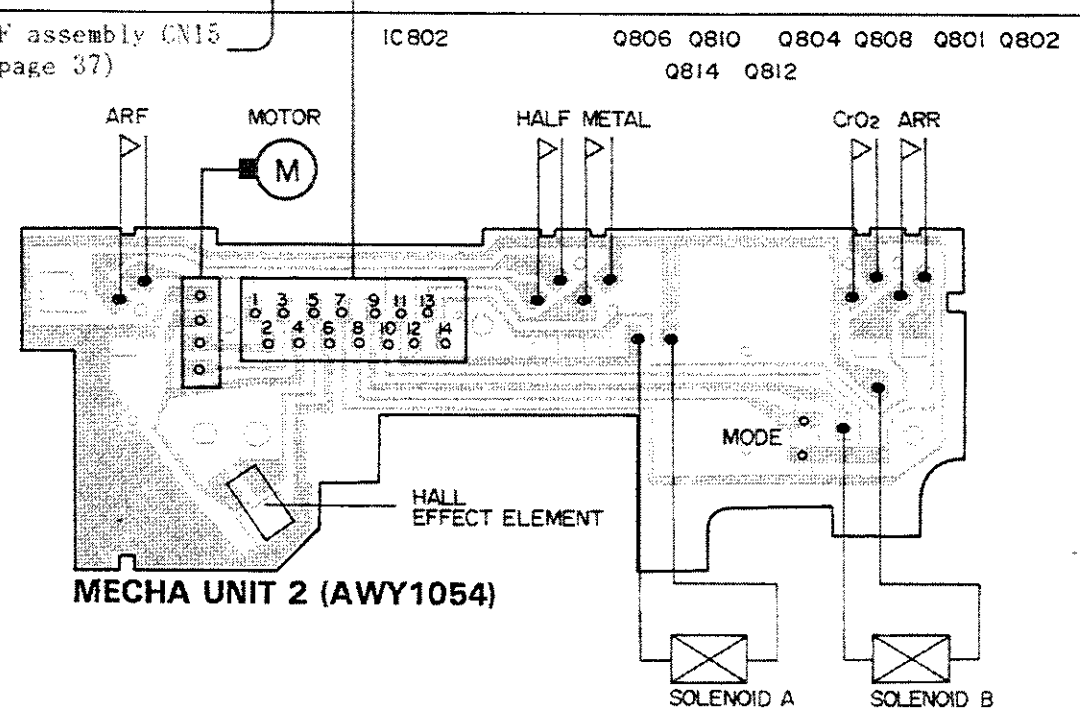 F assembly CN15
page 37)
IC802
Q806 Q810 Q804 Q808 Q801 Q802
Q814 Q812
ARF
MOTOR
HALF METAL
CrO2 ARR
M
1 3 5 7 9 11 13
2 4 6 8 10 12 14
MODE
HALL
EFFECT ELEMENT
MECHA UNIT 2 (AWY1054)
SOLENOID A
SOLENOID B